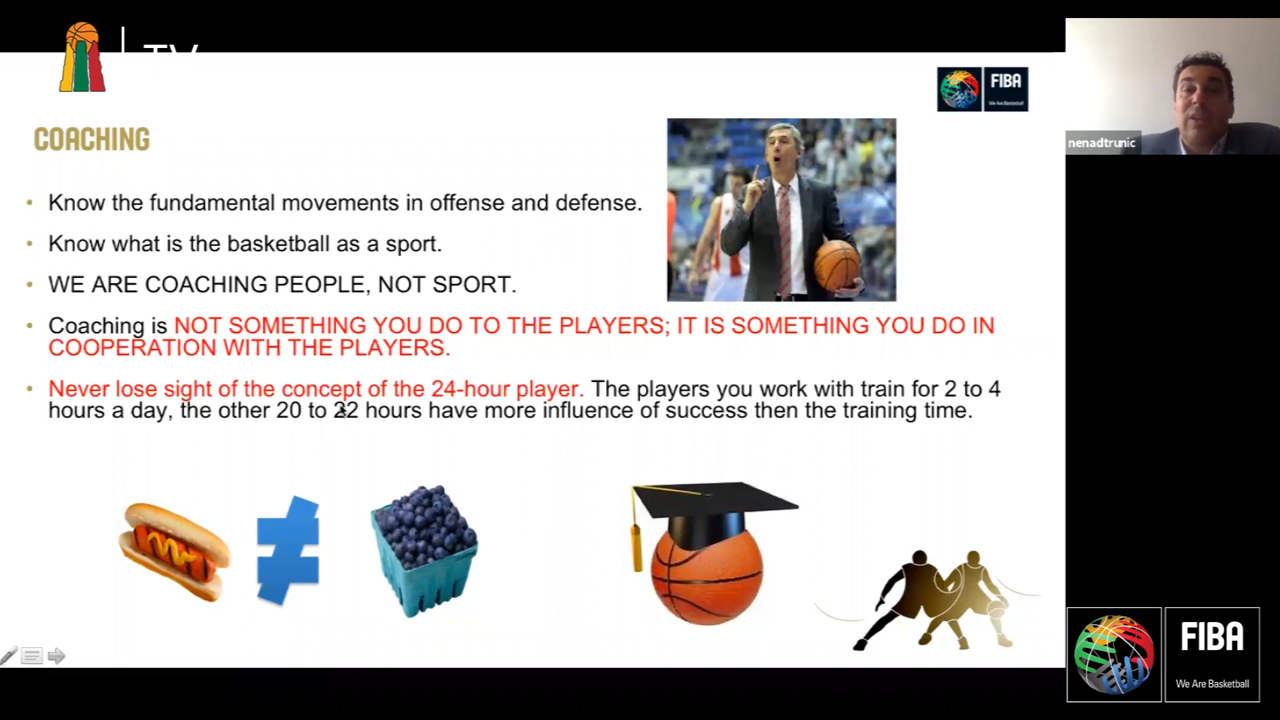 TV
FIBA
We Are Basketball
nenadtrunic
COACHING
• Know the fundamental movements in offense and defense.
• Know what is the basketball as a sport.
• WE ARE COACHING PEOPLE, NOT SPORT.
• Coaching is NOT SOMETHING YOU DO TO THE PLAYERS; IT IS SOMETHING YOU DO IN
COOPERATION WITH THE PLAYERS.
• Never lose sight of the concept of the 24-hour player. The players you work with train for 2 to 4
hours a day, the other 20 to 22 hours have more influence of success then the training time.
FIBA
We Are Basketball